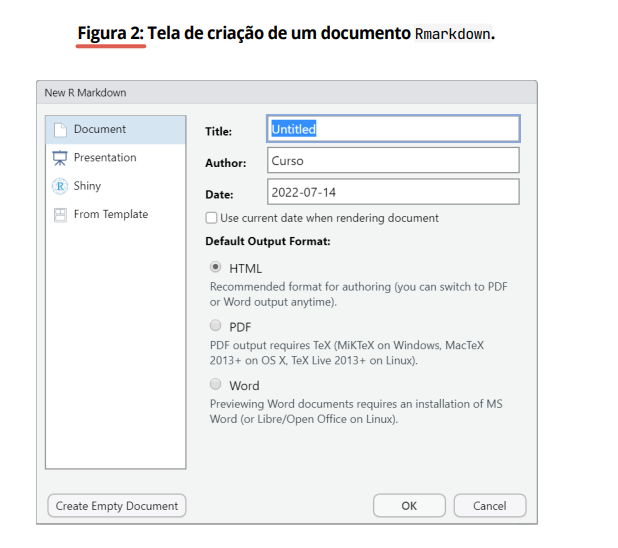 Figura 2: Tela de criação de um documento Rmarkdown.
New R Markdown
Document
Presentation
Shiny
From Template
Title: Untitled
Author: Curso
Date: 2022-07-14
Use current date when rendering document
Default Output Format:
HTML
Recommended format for authoring (you can switch to PDF
or Word output anytime).
PDF
PDF output requires TeX (MiKTeX on Windows, MacTeX
2013+ on OS X, TeX Live 2013+ on Linux).
Word
Previewing Word documents requires an installation of MS
Word (or Libre/Open Office on Linux).
Create Empty Document
OK
Cancel